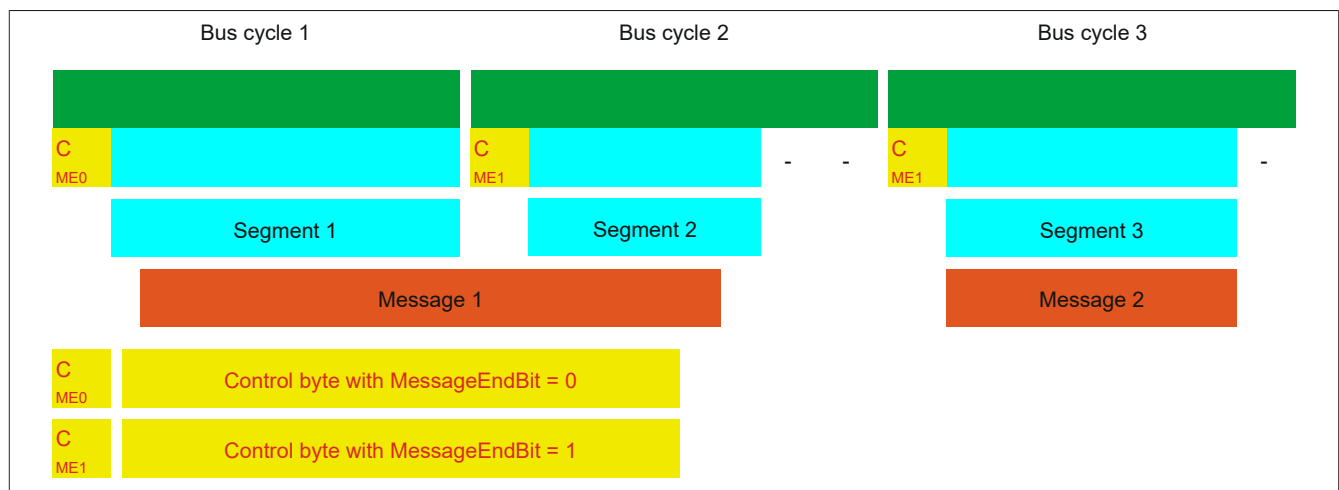 Bus cycle 1 Bus cycle 2 Bus cycle 3
C C - - C -
ME0 ME1 ME1
Segment 1 Segment 2 Segment 3
Message 1 Message 2
C
ME0 Control byte with MessageEndBit = 0
C
ME1 Control byte with MessageEndBit = 1